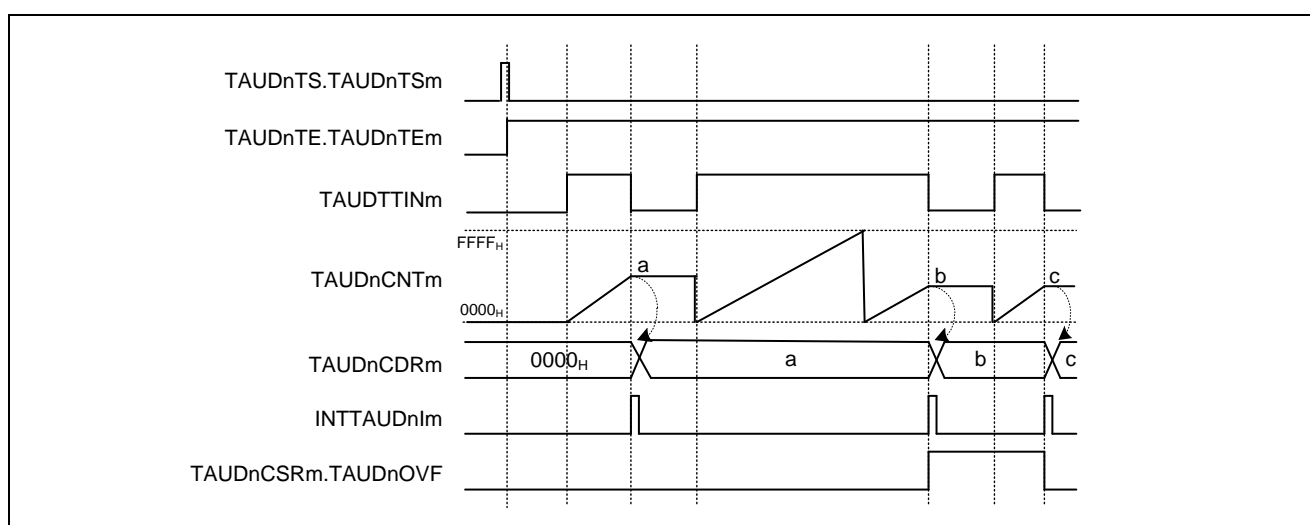 TAUDnTS.TAUDnTSm
TAUDnTE.TAUDnTEm
TAUDTTINm
FFFFH
TAUDnCNTm
a
b
c
0000H
TAUDnCDRm
0000H
a
b
c
INTTAUDnIm
TAUDnCSRm.TAUDnOVF